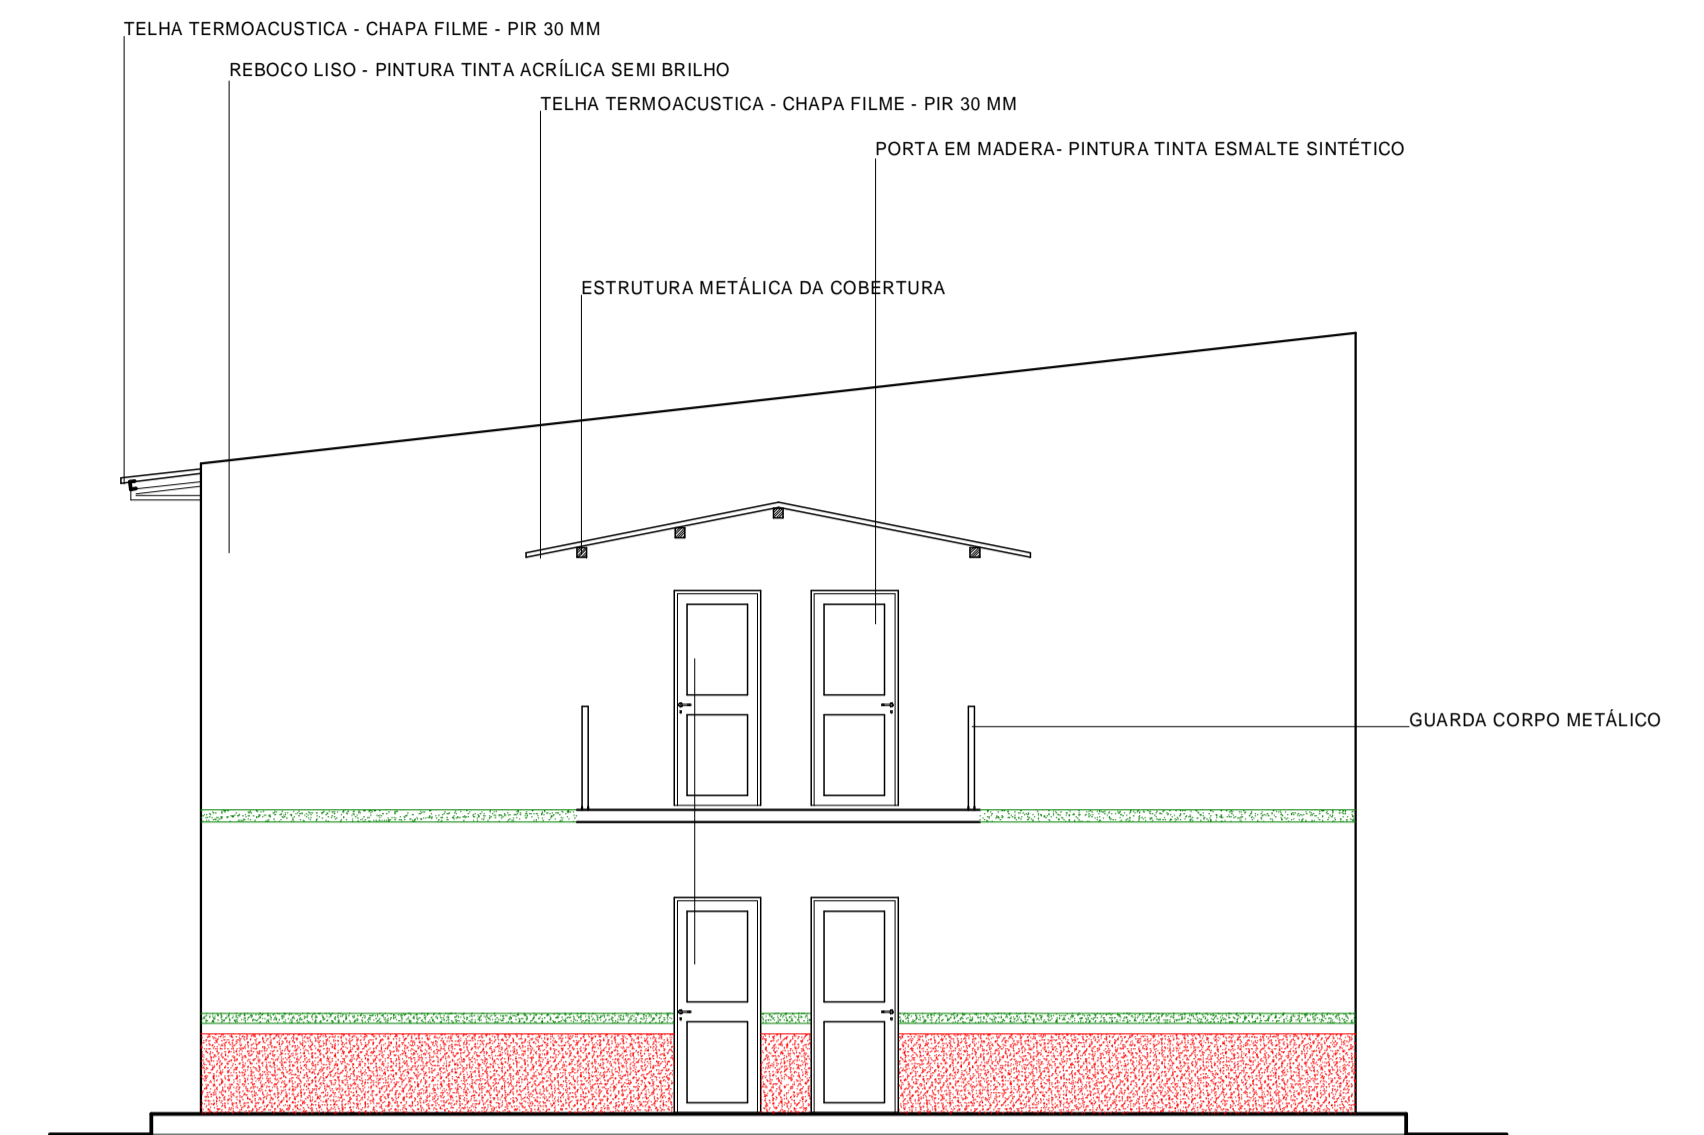 TELHA TERMOACUSTICA - CHAPA FILME - PIR 30 MM
REBOCO LISO - PINTURA TINTA ACRÍLICA SEMI BRILHO
TELHA TERMOACUSTICA - CHAPA FILME - PIR 30 MM
PORTA EM MADERA- PINTURA TINTA ESMALTE SINTÉTICO
ESTRUTURA METÁLICA DA COBERTURA
GUARDA CORPO METÁLICO